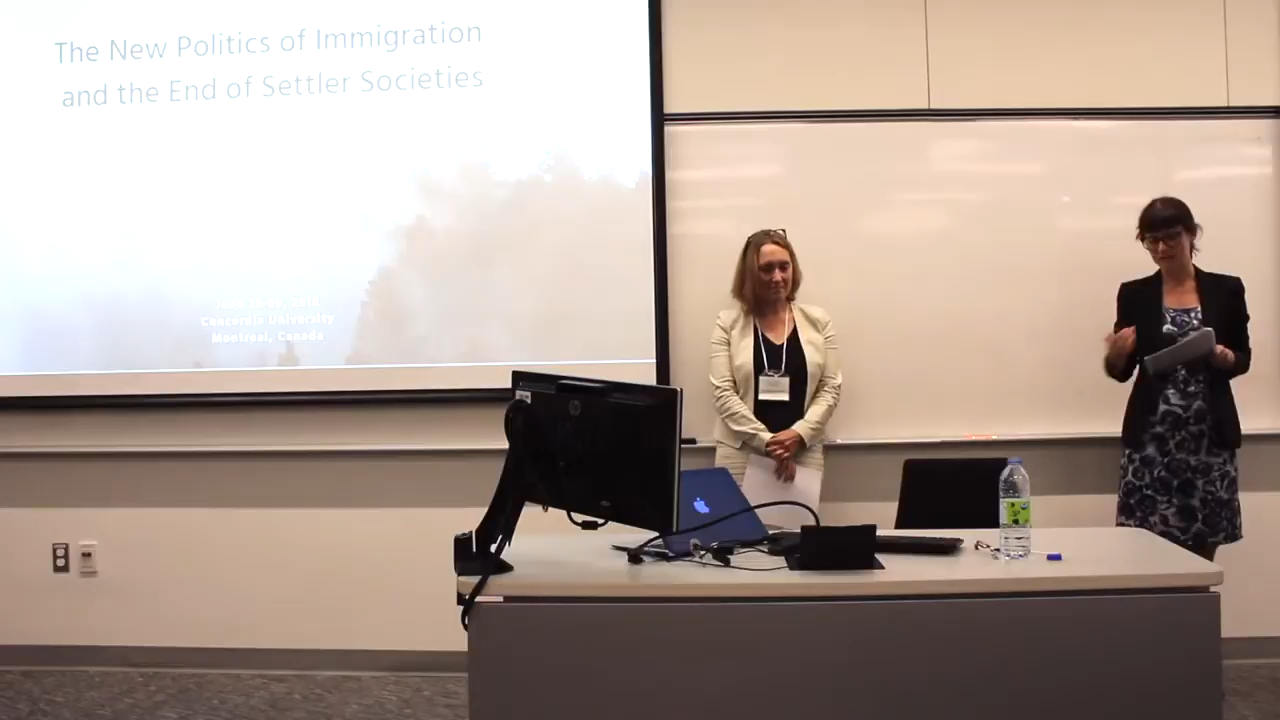 The New Politics of Immigration
and the End of Settler Societies
Concordia University
Montreal, Canada